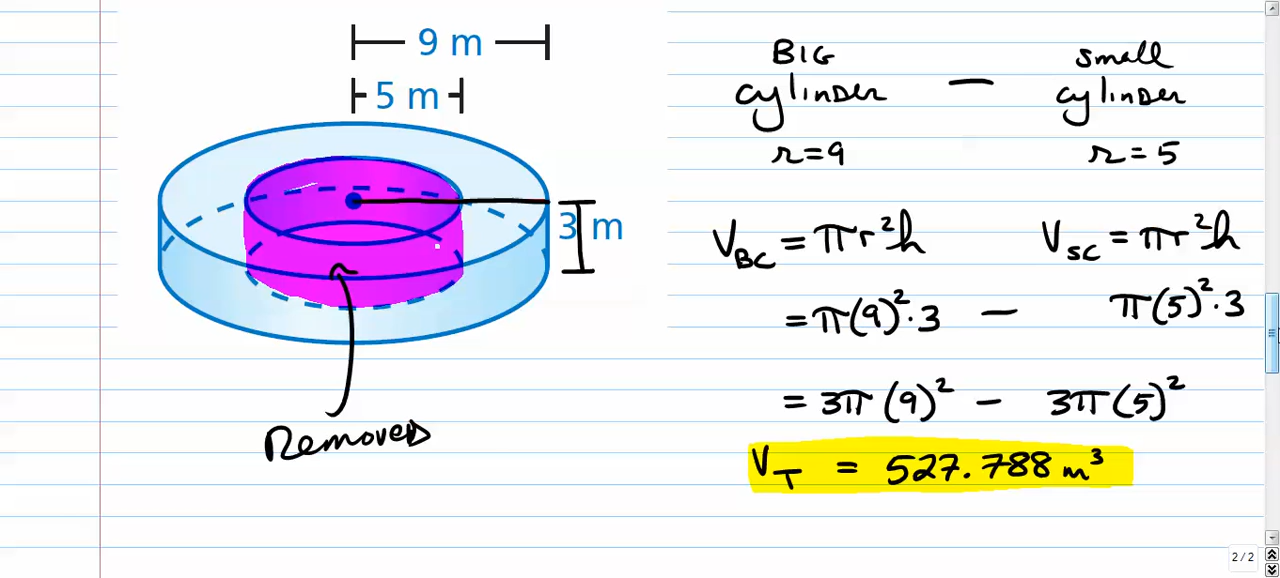 9 m
5 m
3 m
Removed
BIG cylinder — small cylinder
r=9 r=5
V_BC = πr²h V_SC = πr²h
= π(9)²·3 — π(5)²·3
= 3π(9)² - 3π(5)²
V_T = 527.788 m³
2 / 2